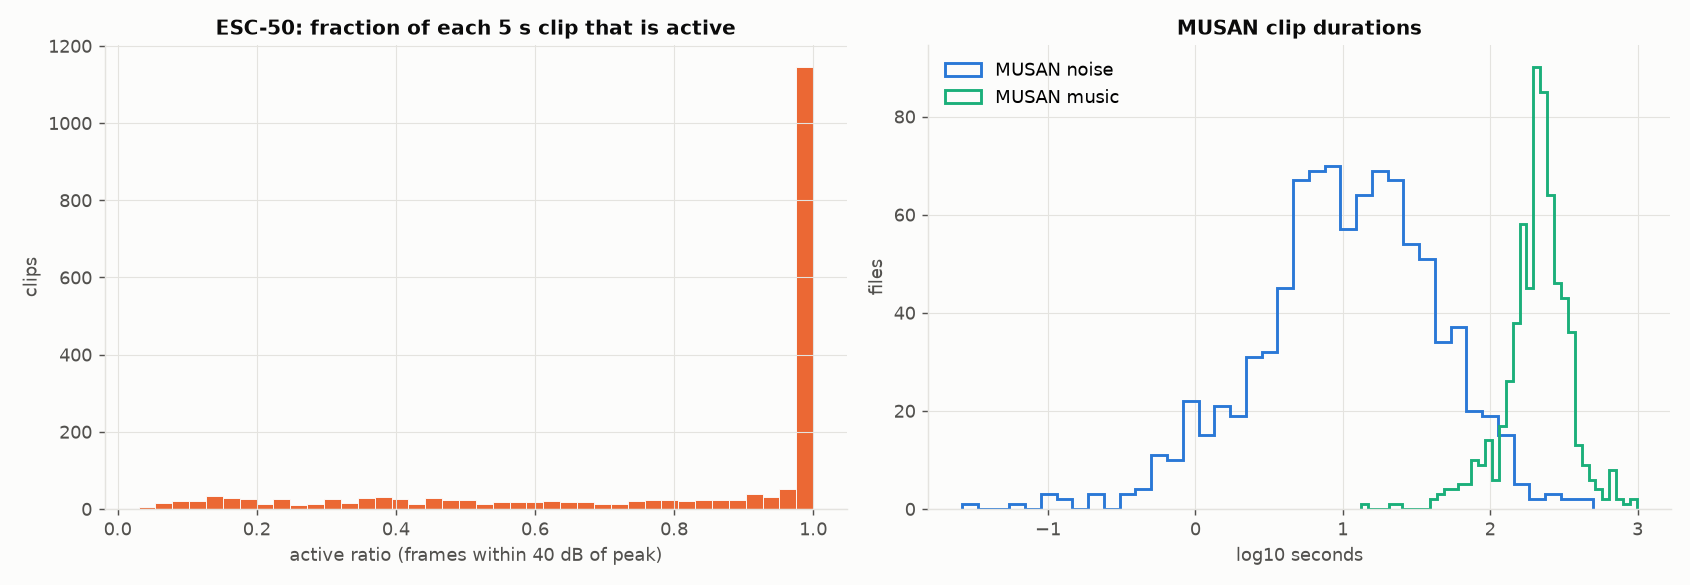 ESC-50: fraction of each 5 s clip that is active
1200
1000
800
600
400
200
0
clips
0.0 0.2 0.4 0.6 0.8 1.0
active ratio (frames within 40 dB of peak)
MUSAN clip durations
MUSAN noise
MUSAN music
80
60
40
20
0
files
−1 0 1 2 3
log10 seconds